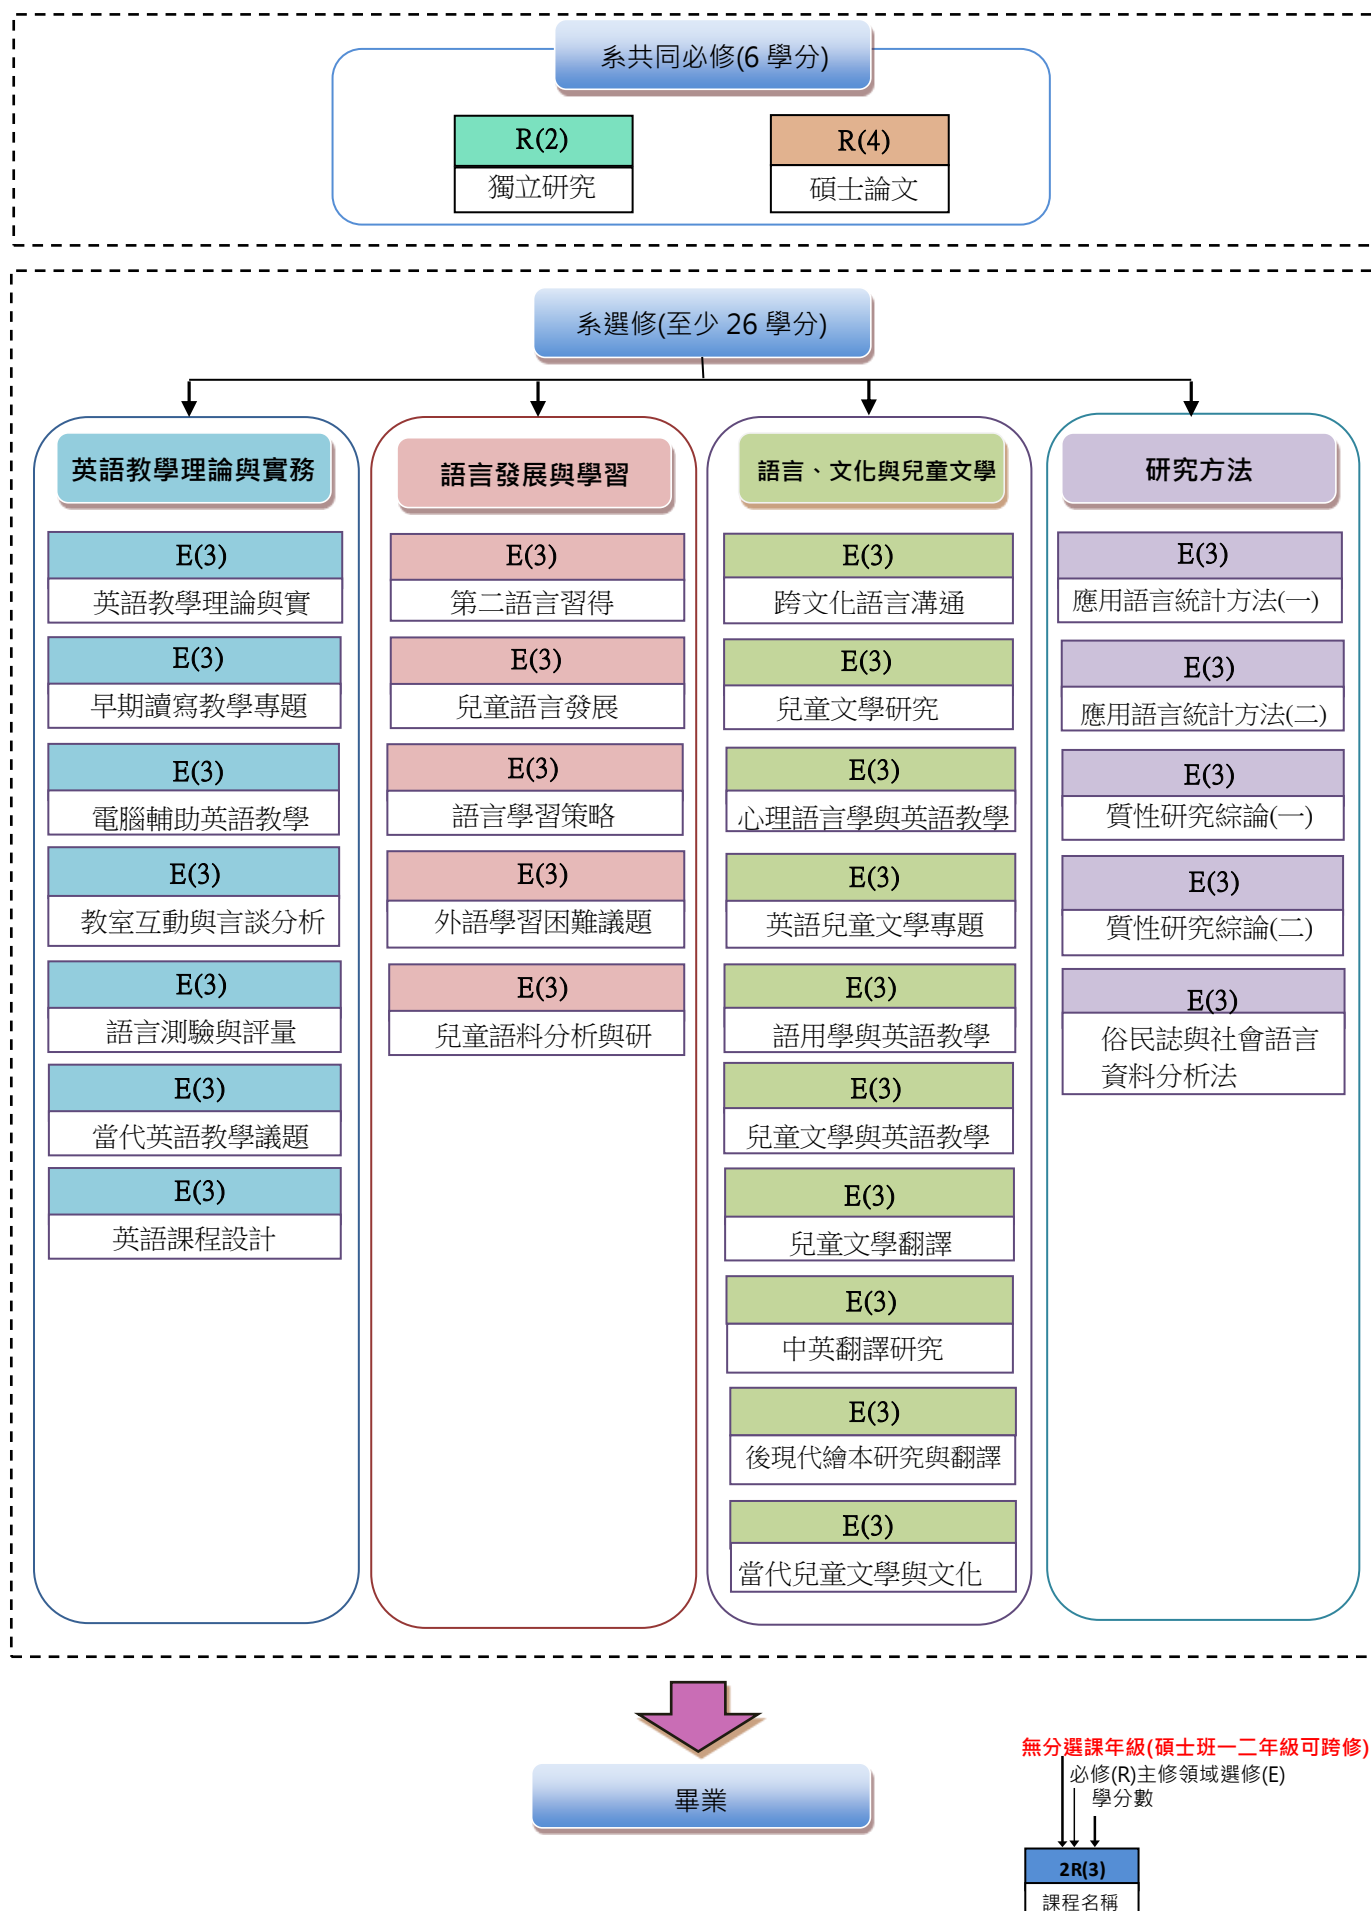 系共同必修(6 學分)
R(2)
獨立研究
R(4)
碩士論文
系選修(至少 26 學分)
英語教學理論與實務
E(3)
英語教學理論與實
E(3)
早期讀寫教學專題
E(3)
電腦輔助英語教學
E(3)
教室互動與言談分析
E(3)
語言測驗與評量
E(3)
當代英語教學議題
E(3)
英語課程設計
語言發展與學習
E(3)
第二語言習得
E(3)
兒童語言發展
E(3)
語言學習策略
E(3)
外語學習困難議題
E(3)
兒童語料分析與研
語言、文化與兒童文學
E(3)
跨文化語言溝通
E(3)
兒童文學研究
E(3)
心理語言學與英語教學
E(3)
英語兒童文學專題
E(3)
語用學與英語教學
E(3)
兒童文學與英語教學
E(3)
兒童文學翻譯
E(3)
中英翻譯研究
E(3)
後現代繪本研究與翻譯
E(3)
當代兒童文學與文化
研究方法
E(3)
應用語言統計方法(一)
E(3)
應用語言統計方法(二)
E(3)
質性研究綜論(一)
E(3)
質性研究綜論(二)
E(3)
俗民誌與社會語言
資料分析法
畢業
無分選課年級(碩士班一二年級可跨修)
必修(R)主修領域選修(E)
學分數
2R(3)
課程名稱